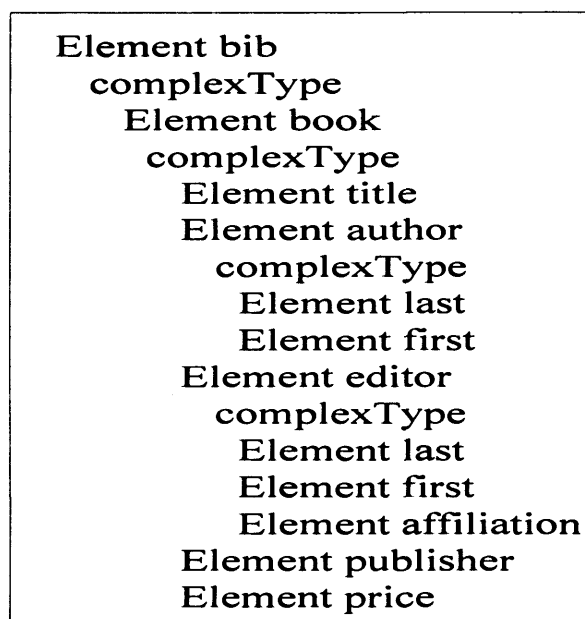 Element bib
complexType
Element book
complexType
Element title
Element author
complexType
Element last
Element first
Element editor
complexType
Element last
Element first
Element affiliation
Element publisher
Element price